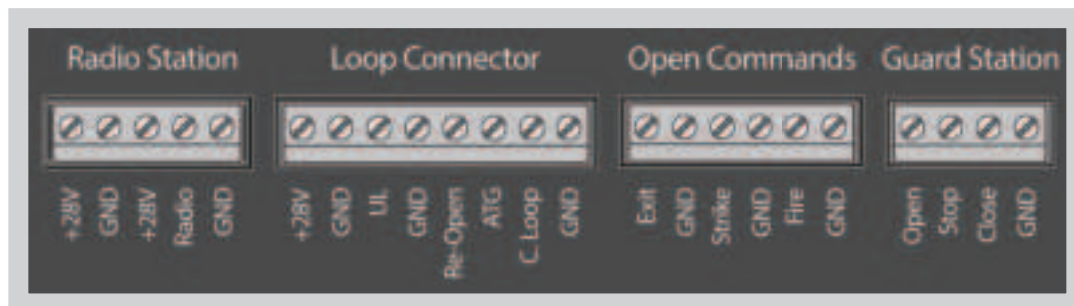 Radio Station
Loop Connector
Open Commands
Guard Station
+28V
GND
+28V
Radio
GND
+28V
GND
UL
GND
Re-Open
ATG
C. Loop
GND
Exit
GND
Strike
GND
Fire
GND
Open
Stop
Close
GND